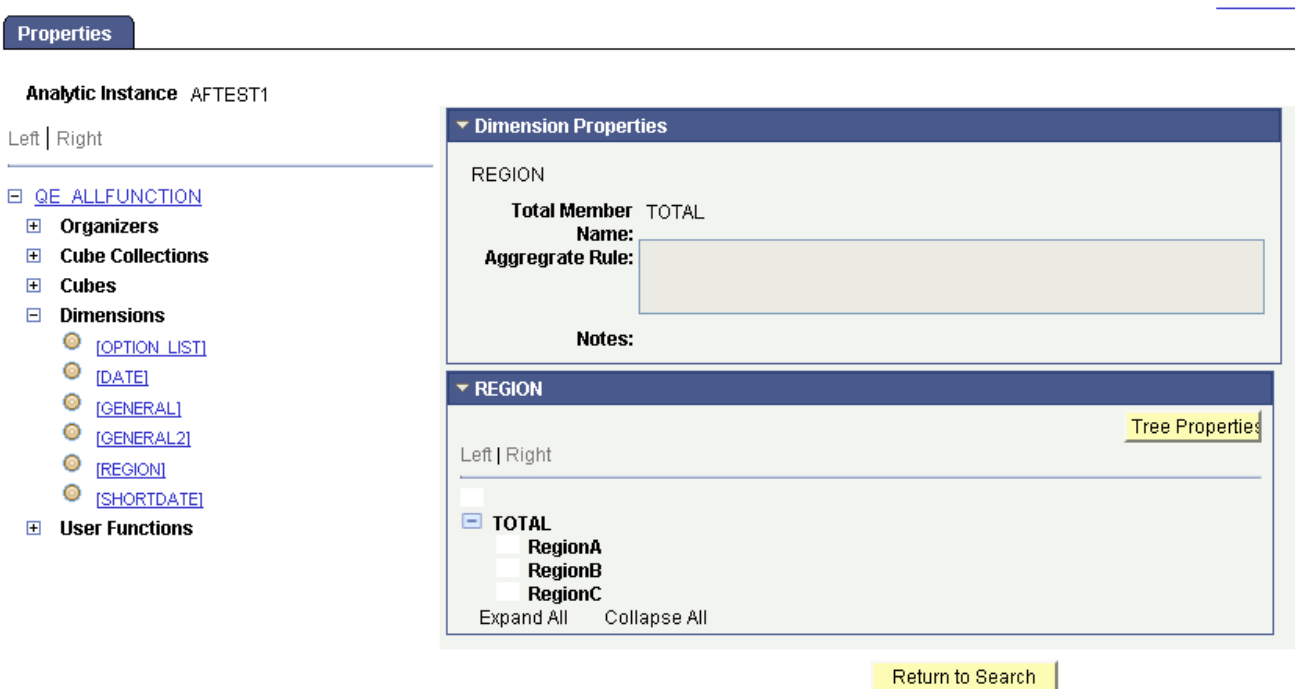 Properties
Analytic Instance AFTEST1
Left | Right
QE_ALLFUNCTION
Organizers
Cube Collections
Cubes
Dimensions
[OPTION_LIST]
[DATE]
[GENERAL]
[GENERAL2]
[REGION]
[SHORTDATE]
User Functions
Dimension Properties
REGION
Total Member TOTAL
Name:
Aggregrate Rule:
Notes:
REGION
Tree Properties
Left | Right
TOTAL
RegionA
RegionB
RegionC
Expand All Collapse All
Return to Search